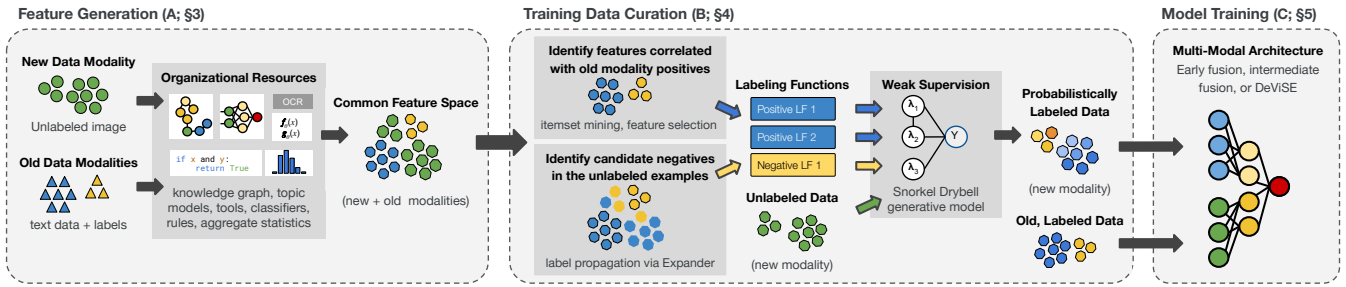 Feature Generation (A; §3)
New Data Modality
Unlabeled image
Old Data Modalities
text data + labels
Organizational Resources
OCR
fₚ(x)
gₚ(x)
if x and y:
return True
knowledge graph, topic
models, tools, classifiers,
rules, aggregate statistics
Common Feature Space
(new + old modalities)
Training Data Curation (B; §4)
Identify features correlated
with old modality positives
itemset mining, feature selection
Identify candidate negatives
in the unlabeled examples
label propagation via Expander
Labeling Functions
Positive LF 1
Positive LF 2
Negative LF 1
Unlabeled Data
(new modality)
Weak Supervision
λ₁
λ₂
λ₃
Y
Snorkel Drybell
generative model
Probabilistically
Labeled Data
(new modality)
Old, Labeled Data
Model Training (C; §5)
Multi-Modal Architecture
Early fusion, intermediate
fusion, or DeViSE